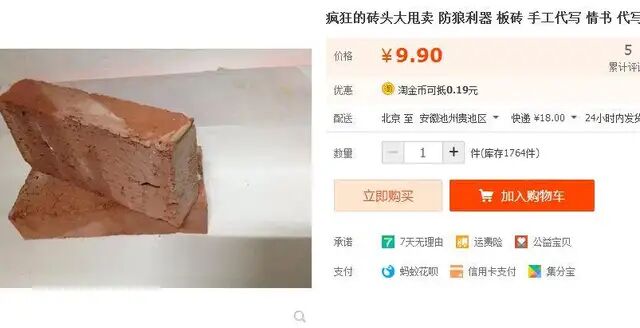 疯狂的砖头大甩卖 防狼利器 板砖 手工代写 情书 代写
价格 ¥9.90 5
累计评
优惠 淘金币可抵0.19元
配送 北京 至 安徽池州贵池区 快递 ¥18.00 24小时内发货
数量 - 1 + 件(库存1764件)
立即购买 加入购物车
承诺 7 7天无理由 运费险 公益宝贝
支付 蚂蚁花呗 信用卡支付 集分宝